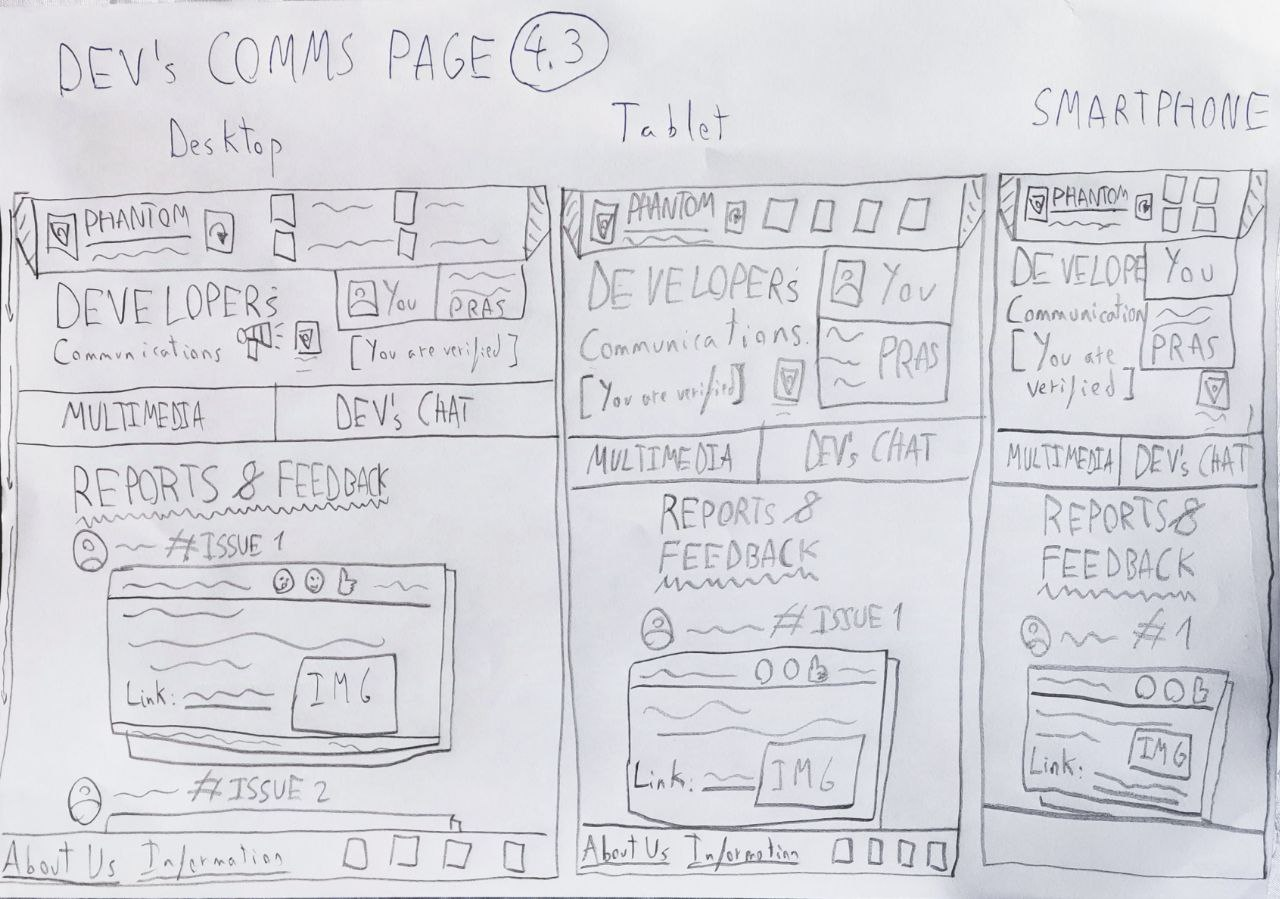 DEV's COMMS PAGE 4.3
Desktop
PHANTOM
DEVELOPERs
Communications
You
PRAS
[You are verified]
MULTIMEDIA
DEV's CHAT
REPORTS & FEEDBACK
#ISSUE 1
Link:
IMG
#ISSUE 2
About Us
Information
Tablet
PHANTOM
DEVELOPERs
Communications.
[You are verified]
You
PRAS
MULTIMEDIA
DEV's CHAT
REPORTS &
FEEDBACK
#ISSUE 1
Link:
IMG
About Us
Information
SMARTPHONE
PHANTOM
DEVELOPE
Communication
[You are
verified]
You
PRAS
MULTIMEDIA
DEV's CHAT
REPORTS &
FEEDBACK
#1
Link:
IMG